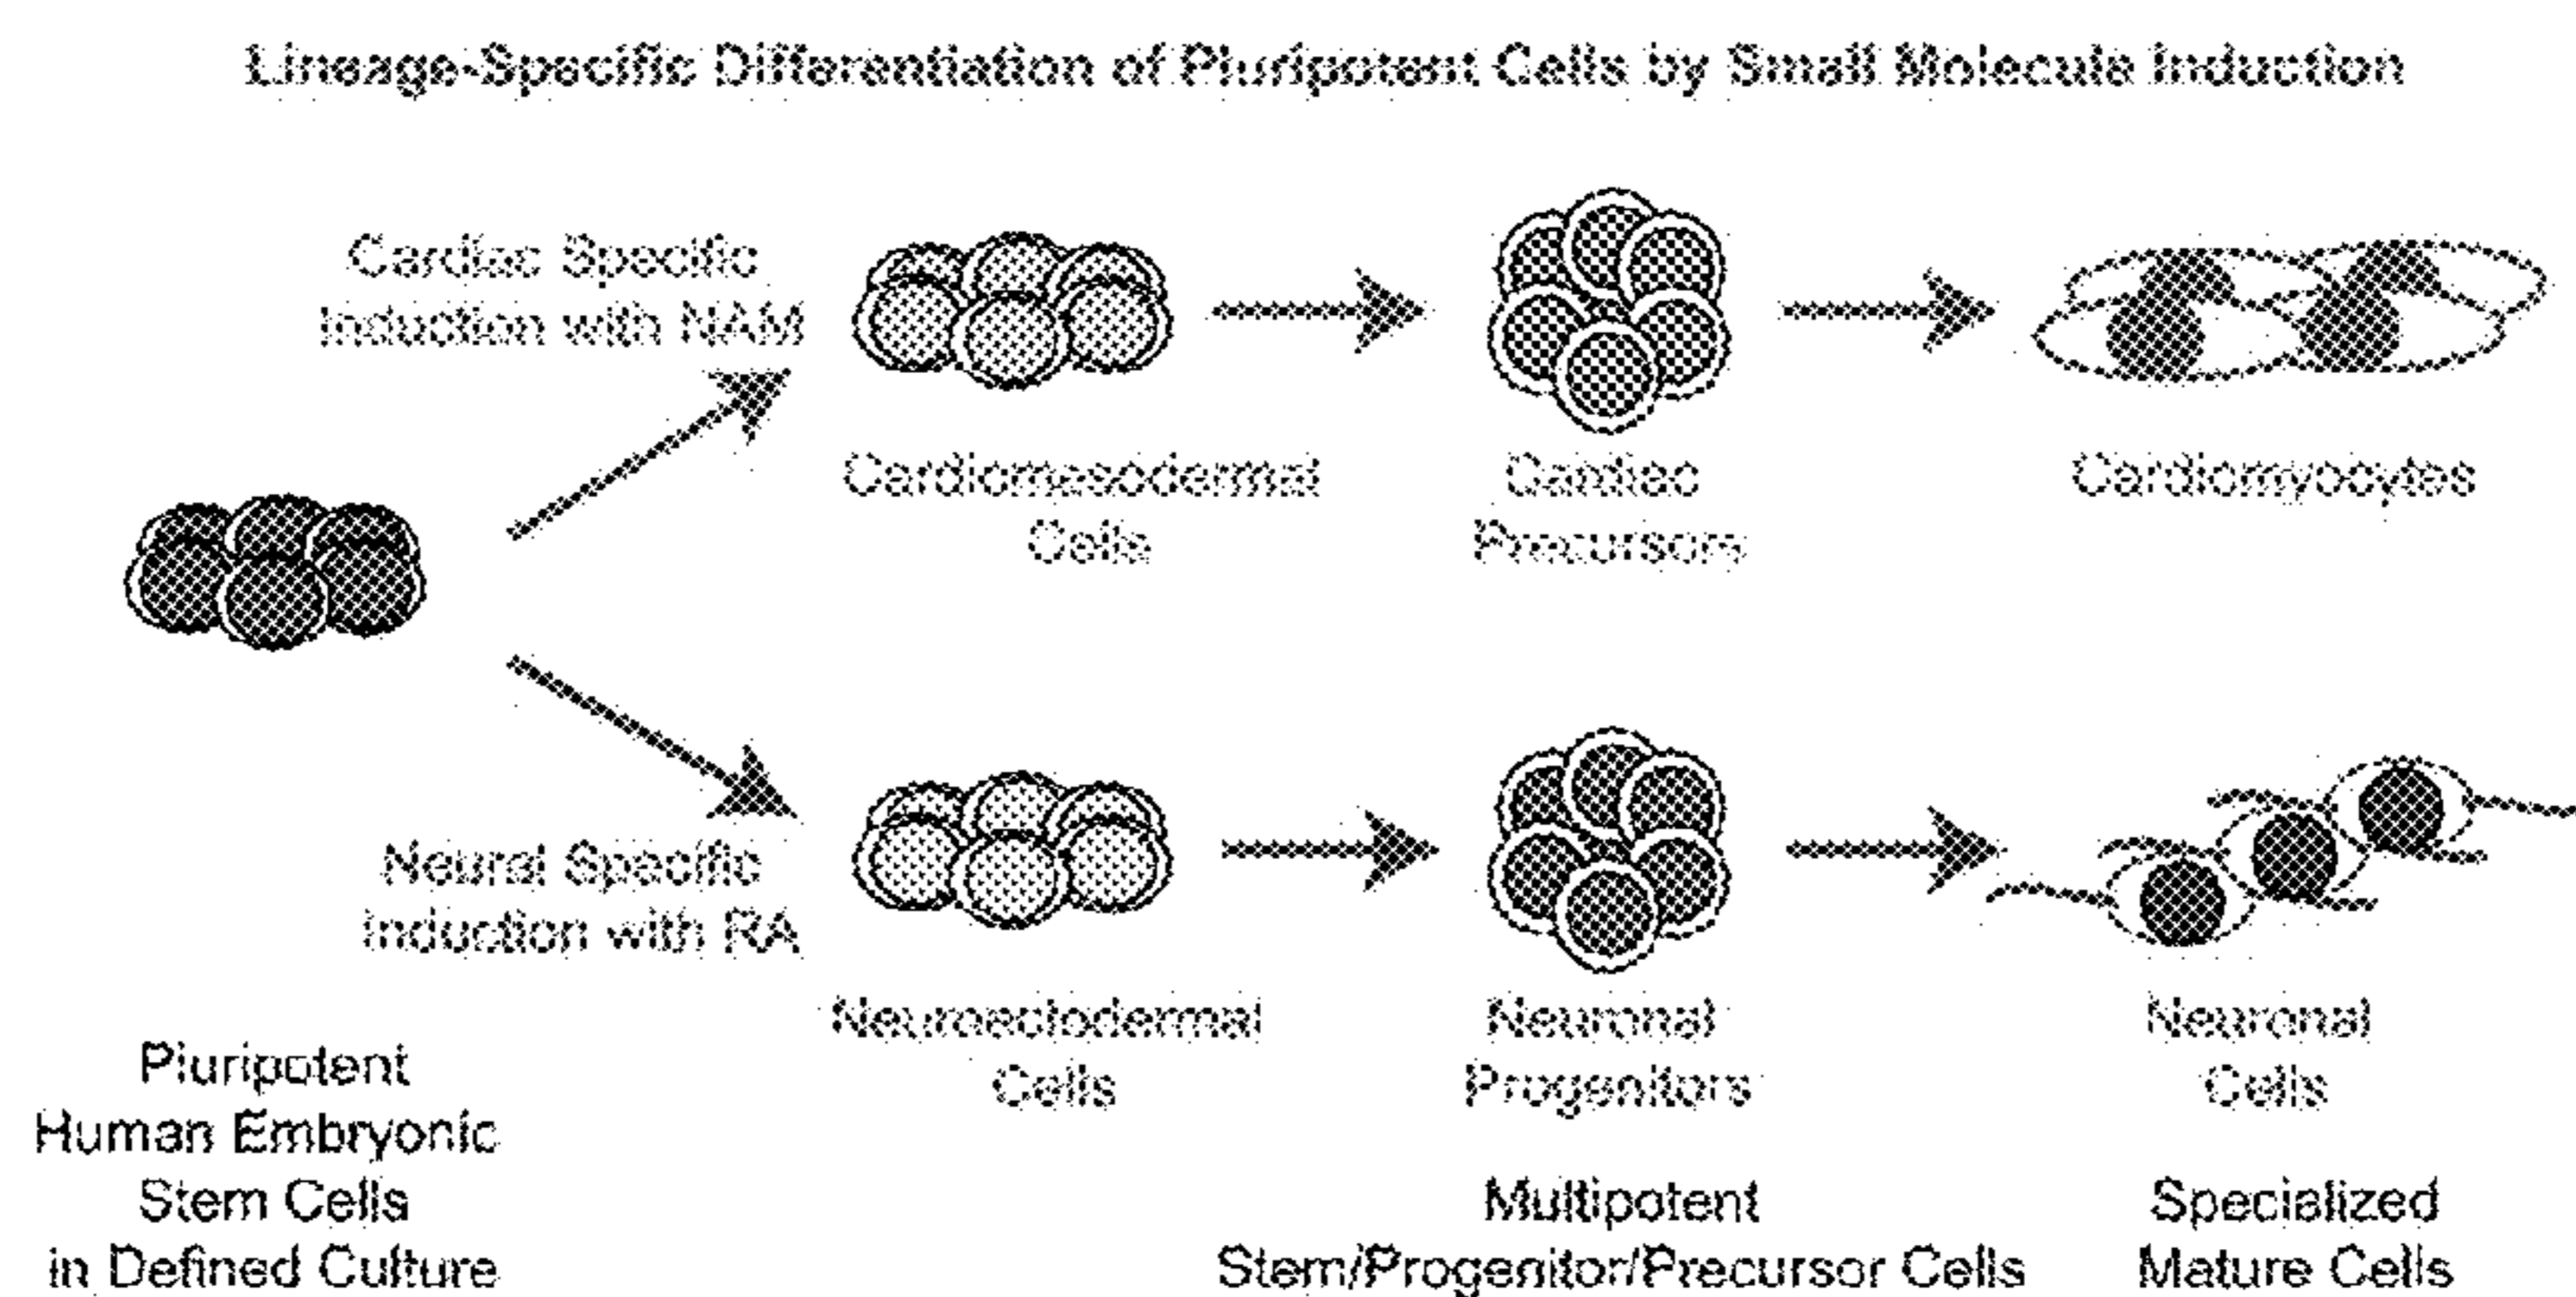 Lineage-Specific Differentiation of Pluripotent Cells by Small Molecule Induction
Cardiac Specific
Induction with NAM
Cardiomesodermal
Cells
Cardiac
Precursors
Cardiomyocytes
Neural Specific
Induction with RA
Neuroectodermal
Cells
Neuronal
Progenitors
Neuronal
Cells
Pluripotent
Human Embryonic
Stem Cells
in Defined Culture
Multipotent
Stem/Progenitor/Precursor Cells
Specialized
Mature Cells